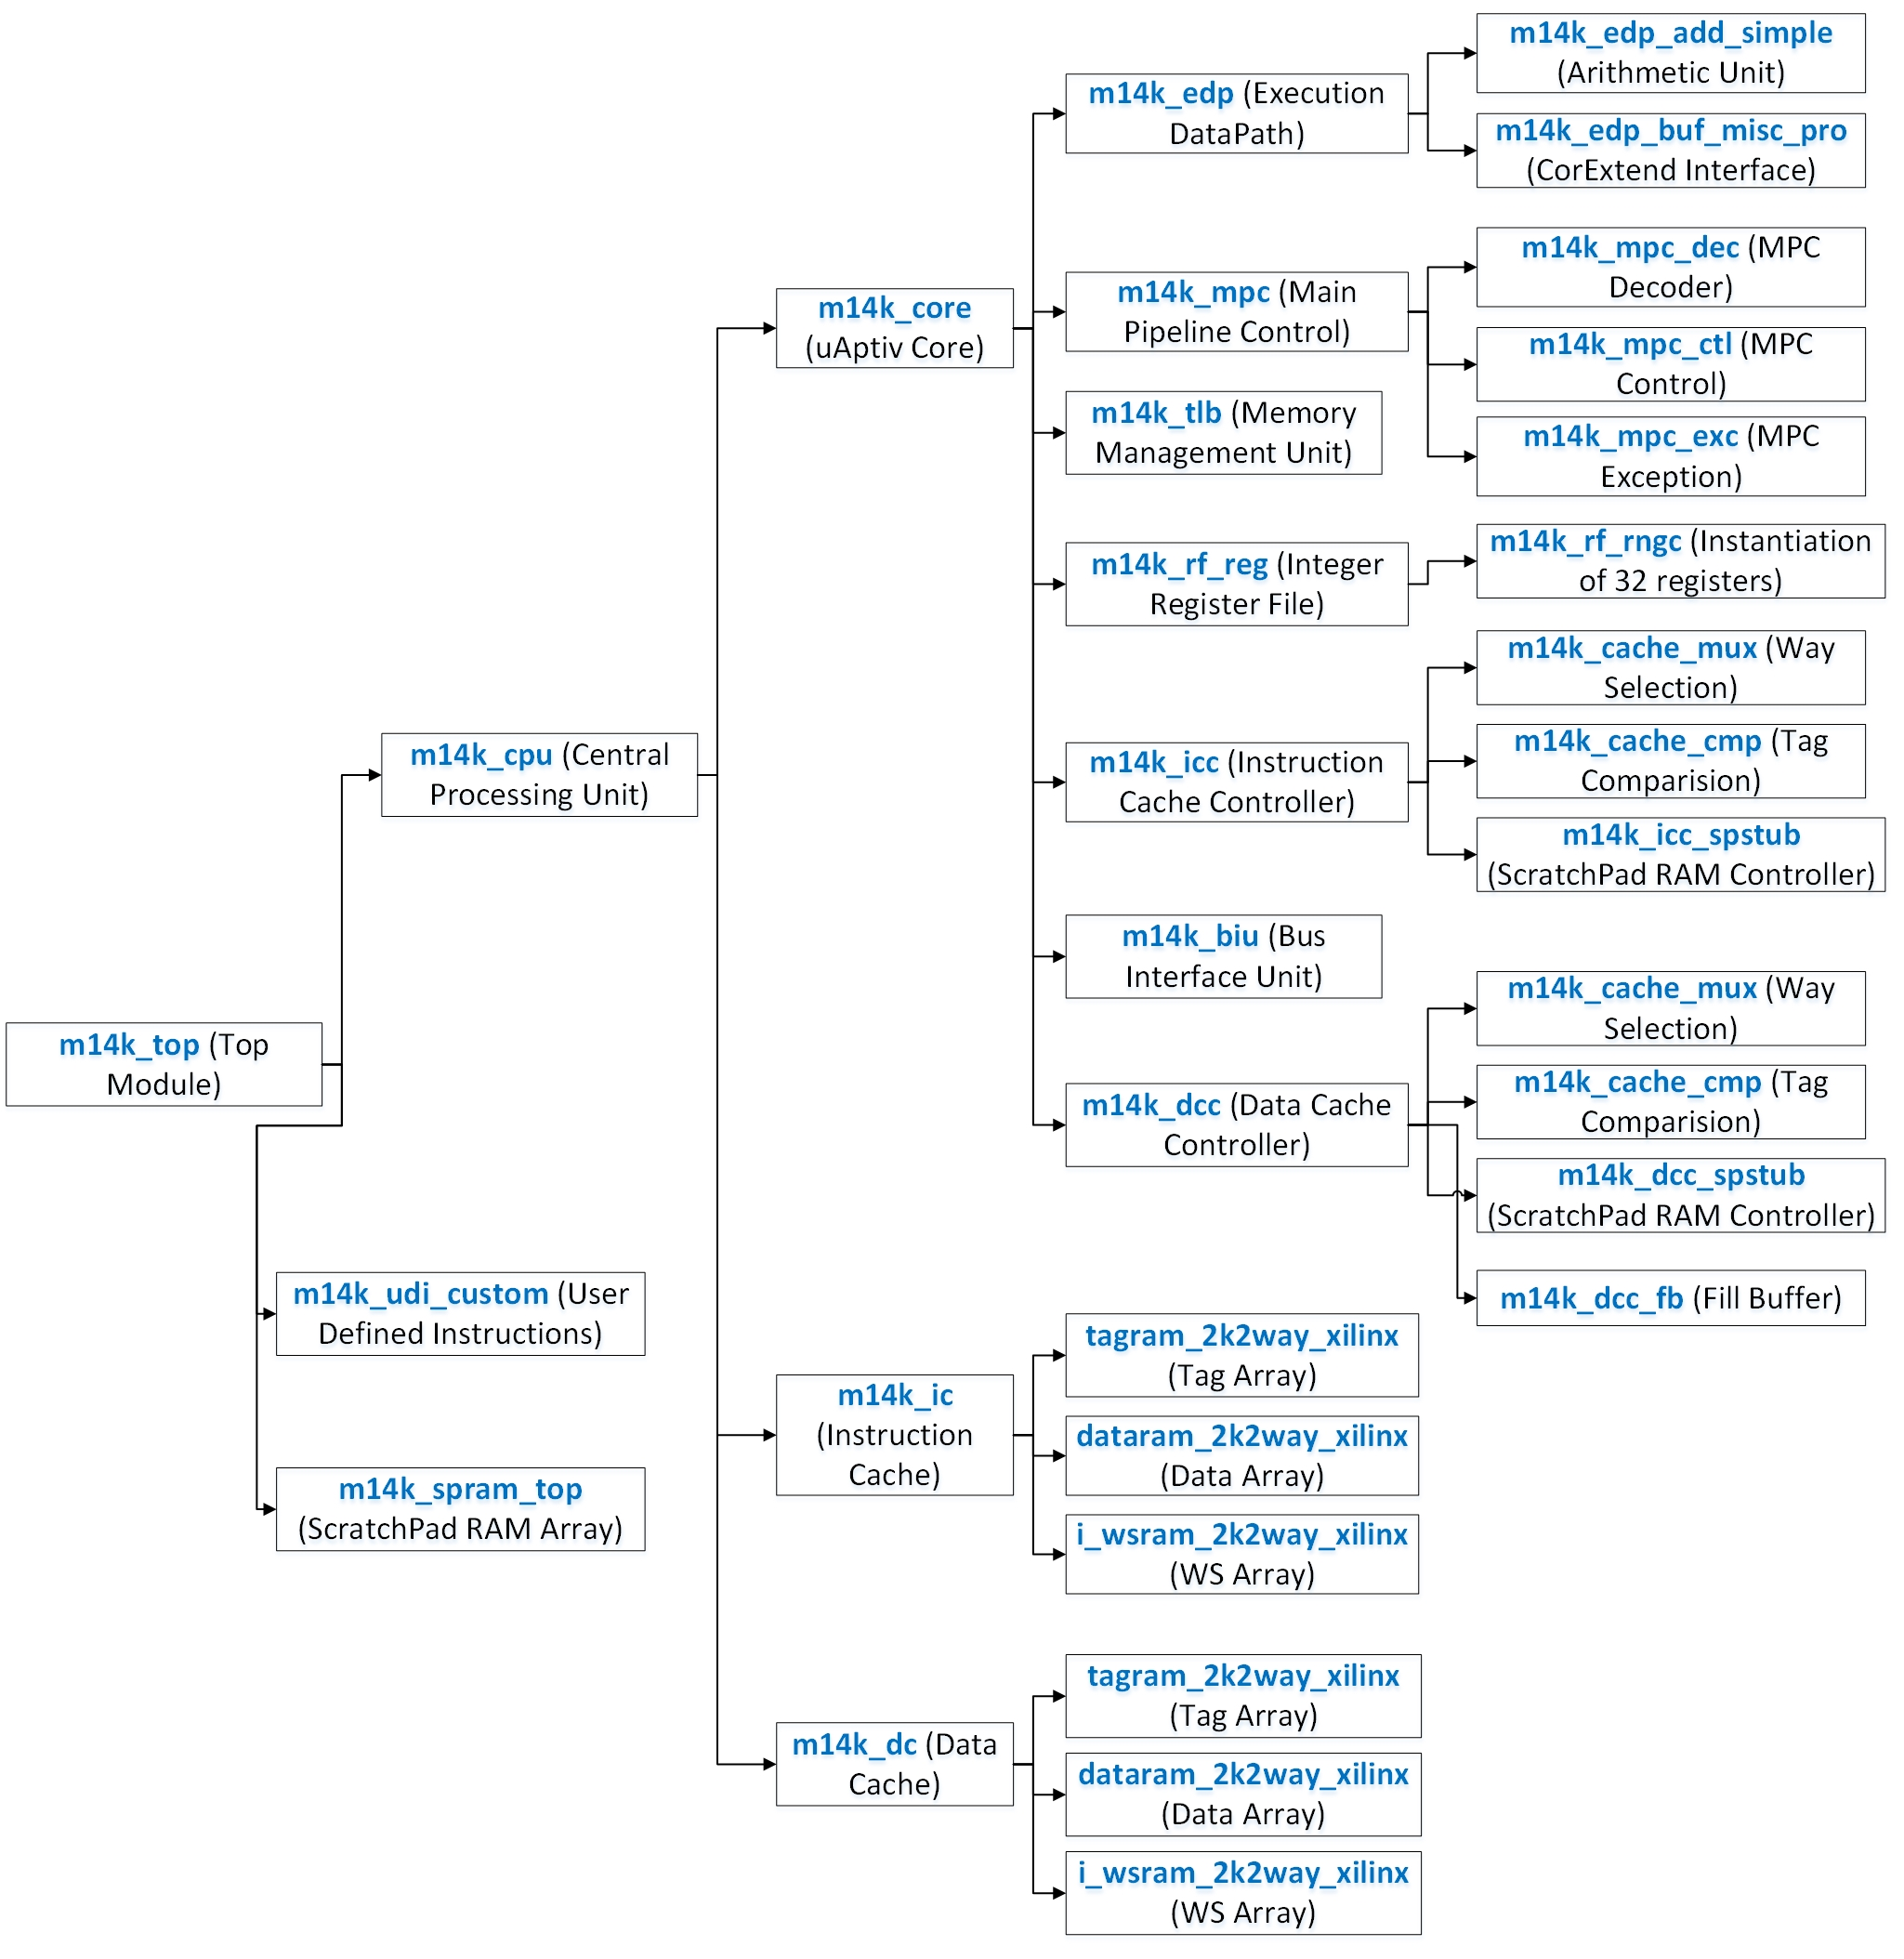 m14k_edp_add_simple
(Arithmetic Unit)
m14k_edp (Execution
DataPath)
m14k_edp_buf_misc_pro
(CorExtend Interface)
m14k_mpc_dec (MPC
Decoder)
m14k_core
(uAptiv Core)
m14k_mpc (Main
Pipeline Control)
m14k_mpc_ctl (MPC
Control)
m14k_tlb (Memory
Management Unit)
m14k_mpc_exc (MPC
Exception)
m14k_rf_reg (Integer
Register File)
m14k_rf_rngc (Instantiation
of 32 registers)
m14k_cache_mux (Way
Selection)
m14k_cpu (Central
Processing Unit)
m14k_icc (Instruction
Cache Controller)
m14k_cache_cmp (Tag
Comparision)
m14k_icc_spstub
(ScratchPad RAM Controller)
m14k_biu (Bus
Interface Unit)
m14k_cache_mux (Way
Selection)
m14k_top (Top
Module)
m14k_dcc (Data Cache
Controller)
m14k_cache_cmp (Tag
Comparision)
m14k_dcc_spstub
(ScratchPad RAM Controller)
m14k_udi_custom (User
Defined Instructions)
m14k_dcc_fb (Fill Buffer)
tagram_2k2way_xilinx
(Tag Array)
m14k_ic
(Instruction
Cache)
dataram_2k2way_xilinx
(Data Array)
m14k_spram_top
(ScratchPad RAM Array)
i_wsram_2k2way_xilinx
(WS Array)
tagram_2k2way_xilinx
(Tag Array)
m14k_dc (Data
Cache)
dataram_2k2way_xilinx
(Data Array)
i_wsram_2k2way_xilinx
(WS Array)